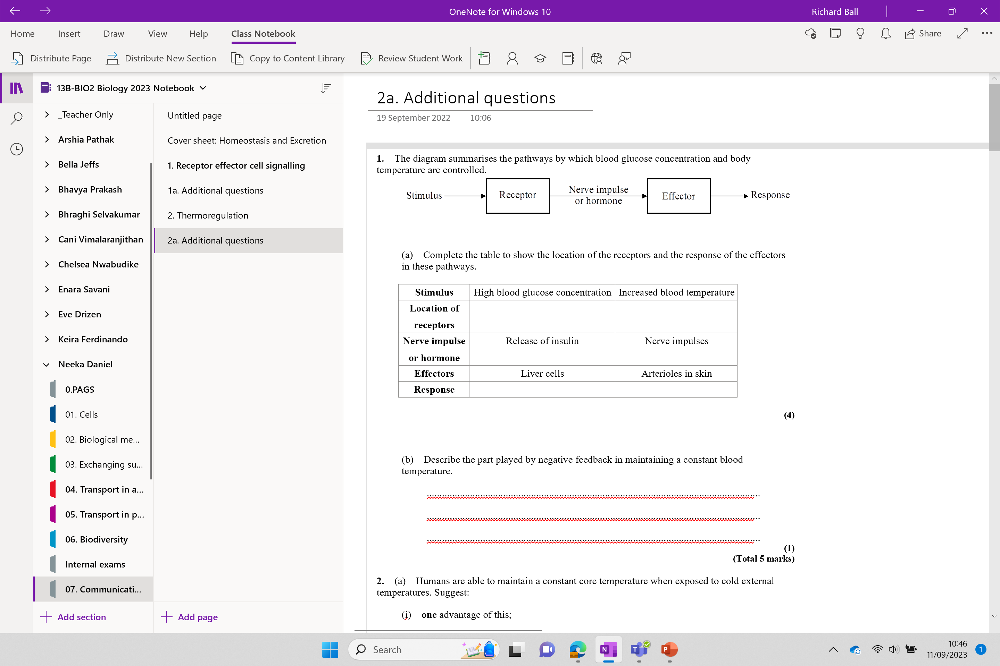 OneNote for Windows 10
Richard Ball
Home Insert Draw View Help Class Notebook Share
Distribute Page Distribute New Section Copy to Content Library Review Student Work
13B-BIO2 Biology 2023 Notebook
_Teacher Only
Arshia Pathak
Bella Jeffs
Bhavya Prakash
Bhraghi Selvakumar
Cani Vimalaranjithan
Chelsea Nwabudike
Enara Savani
Eve Drizen
Keira Ferdinando
Neeka Daniel
0.PAGS
01. Cells
02. Biological me...
03. Exchanging su...
04. Transport in a...
05. Transport in p...
06. Biodiversity
Internal exams
07. Communicati...
Add section
Untitled page
Cover sheet: Homeostasis and Excretion
1. Receptor effector cell signalling
1a. Additional questions
2. Thermoregulation
2a. Additional questions
Add page
2a. Additional questions
19 September 2022 10:06
1. The diagram summarises the pathways by which blood glucose concentration and body
temperature are controlled.
Stimulus Receptor Nerve impulse
or hormone Effector Response
(a) Complete the table to show the location of the receptors and the response of the effectors
in these pathways.
Stimulus High blood glucose concentration Increased blood temperature
Location of
receptors
Nerve impulse Release of insulin Nerve impulses
or hormone
Effectors Liver cells Arterioles in skin
Response
(4)
(b) Describe the part played by negative feedback in maintaining a constant blood
temperature.
(1)
(Total 5 marks)
2. (a) Humans are able to maintain a constant core temperature when exposed to cold external
temperatures. Suggest:
(i) one advantage of this;
Search
N
T
P
10:46
11/09/2023
1